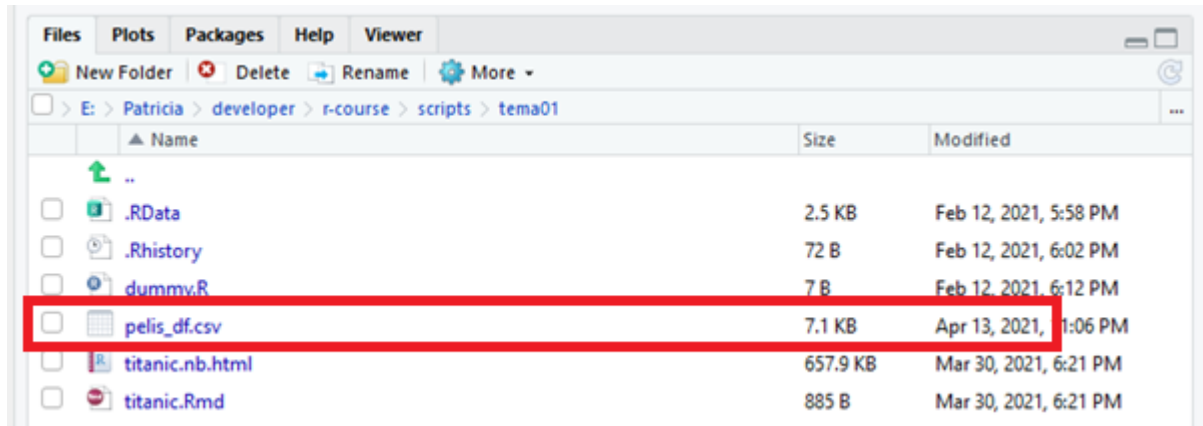 Files Plots Packages Help Viewer
New Folder Delete Rename More
E: > Patricia > developer > r-course > scripts > tema01 ...
Name Size Modified
..
.RData 2.5 KB Feb 12, 2021, 5:58 PM
.Rhistory 72 B Feb 12, 2021, 6:02 PM
dummy.R 7 B Feb 12, 2021, 6:12 PM
pelis_df.csv 7.1 KB Apr 13, 2021, 1:06 PM
titanic.nb.html 657.9 KB Mar 30, 2021, 6:21 PM
titanic.Rmd 885 B Mar 30, 2021, 6:21 PM